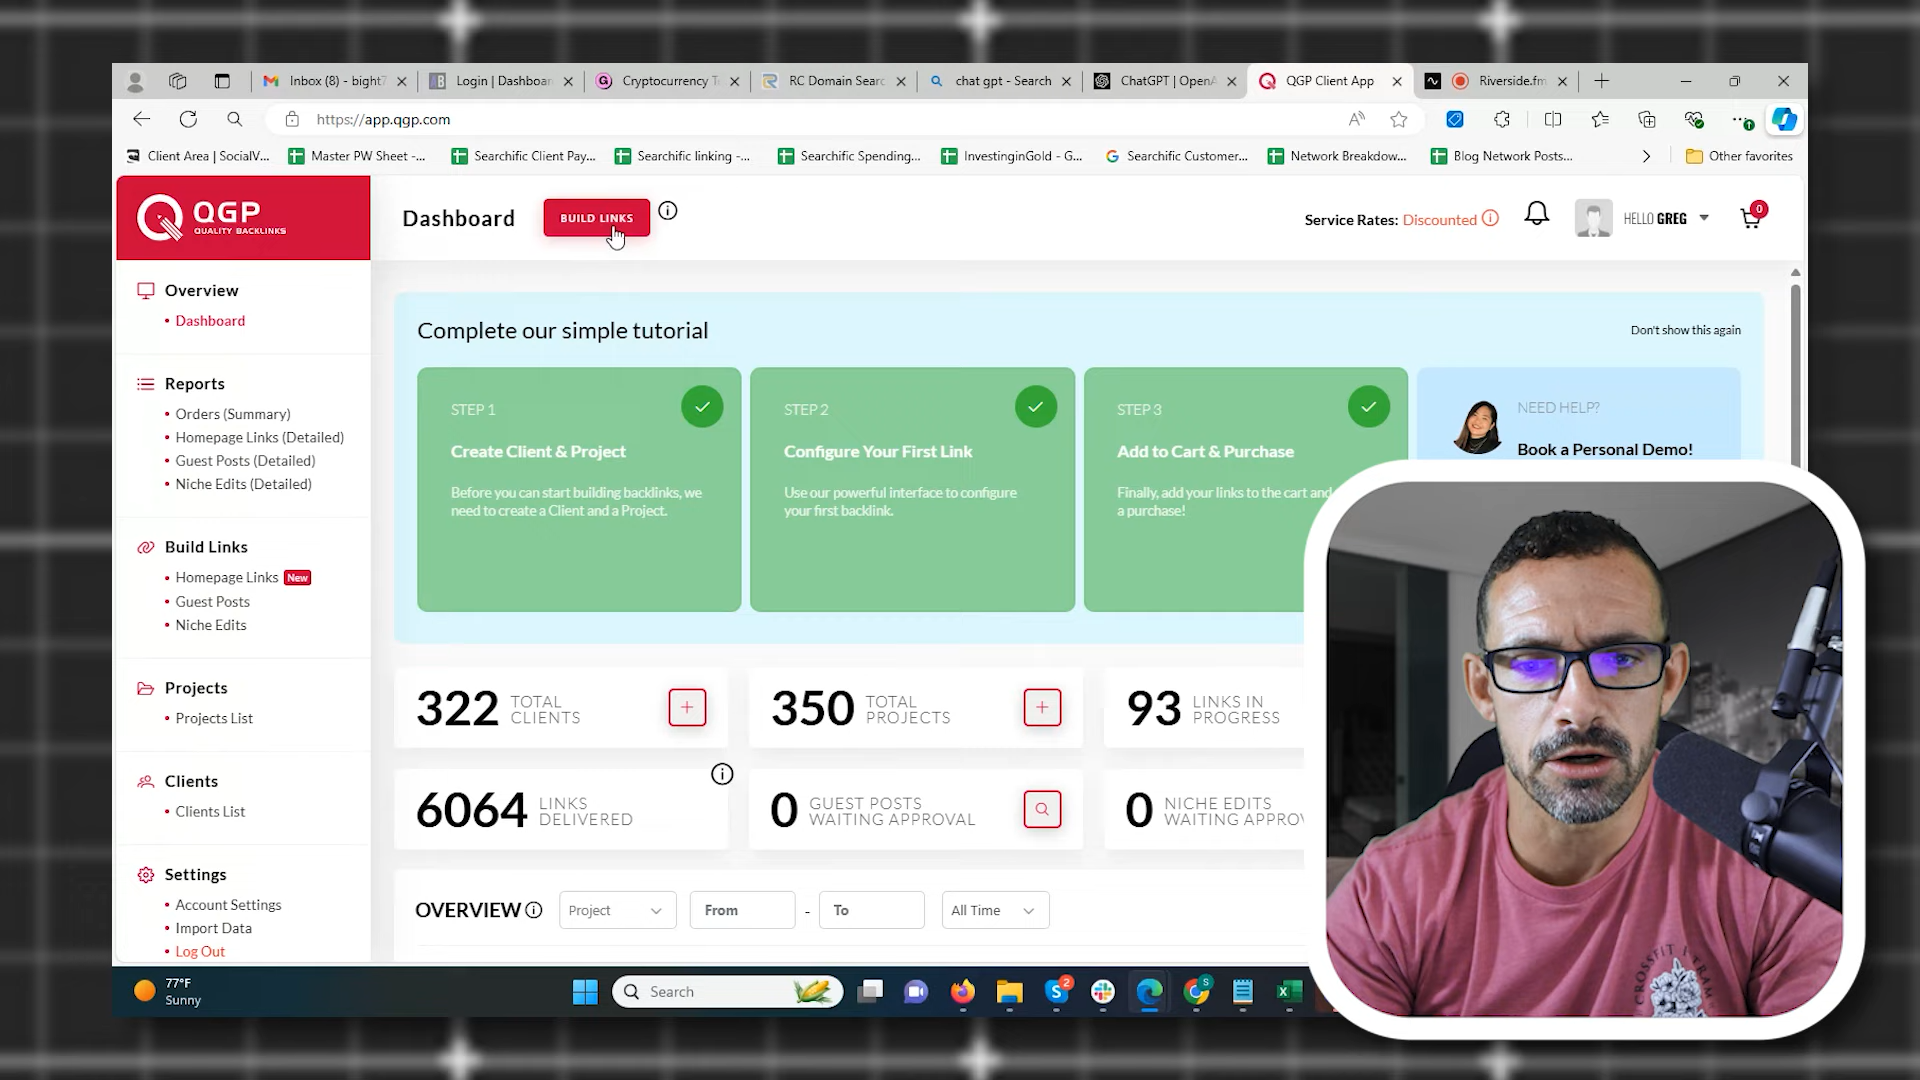 Inbox (8) - bight7
Login | Dashboar
Cryptocurrency T
RC Domain Searc
chat gpt - Search
ChatGPT | OpenA
QGP Client App
Riverside.fm
https://app.qgp.com
Client Area | SocialV...
Master PW Sheet -...
Searchific Client Pay...
Searchific linking -...
Searchific Spending...
InvestinginGold - G...
Searchific Customer...
Network Breakdow...
Blog Network Posts...
Other favorites
QGP
QUALITY BACKLINKS
Dashboard
BUILD LINKS
Service Rates: Discounted
HELLO GREG
0
Overview
Dashboard
Reports
Orders (Summary)
Homepage Links (Detailed)
Guest Posts (Detailed)
Niche Edits (Detailed)
Build Links
Homepage Links New
Guest Posts
Niche Edits
Projects
Projects List
Clients
Clients List
Settings
Account Settings
Import Data
Log Out
Complete our simple tutorial
Don't show this again
STEP 1
Create Client & Project
Before you can start building backlinks, we
need to create a Client and a Project.
STEP 2
Configure Your First Link
Use our powerful interface to configure
your first backlink.
STEP 3
Add to Cart & Purchase
Finally, add your links to the cart and
a purchase!
NEED HELP?
Book a Personal Demo!
322 TOTAL
CLIENTS
350 TOTAL
PROJECTS
93 LINKS IN
PROGRESS
6064 LINKS
DELIVERED
0 GUEST POSTS
WAITING APPROVAL
0 NICHE EDITS
WAITING APPROV
OVERVIEW
Project
From
-
To
All Time
77°F
Sunny
Search
2
S
CROSSFIT